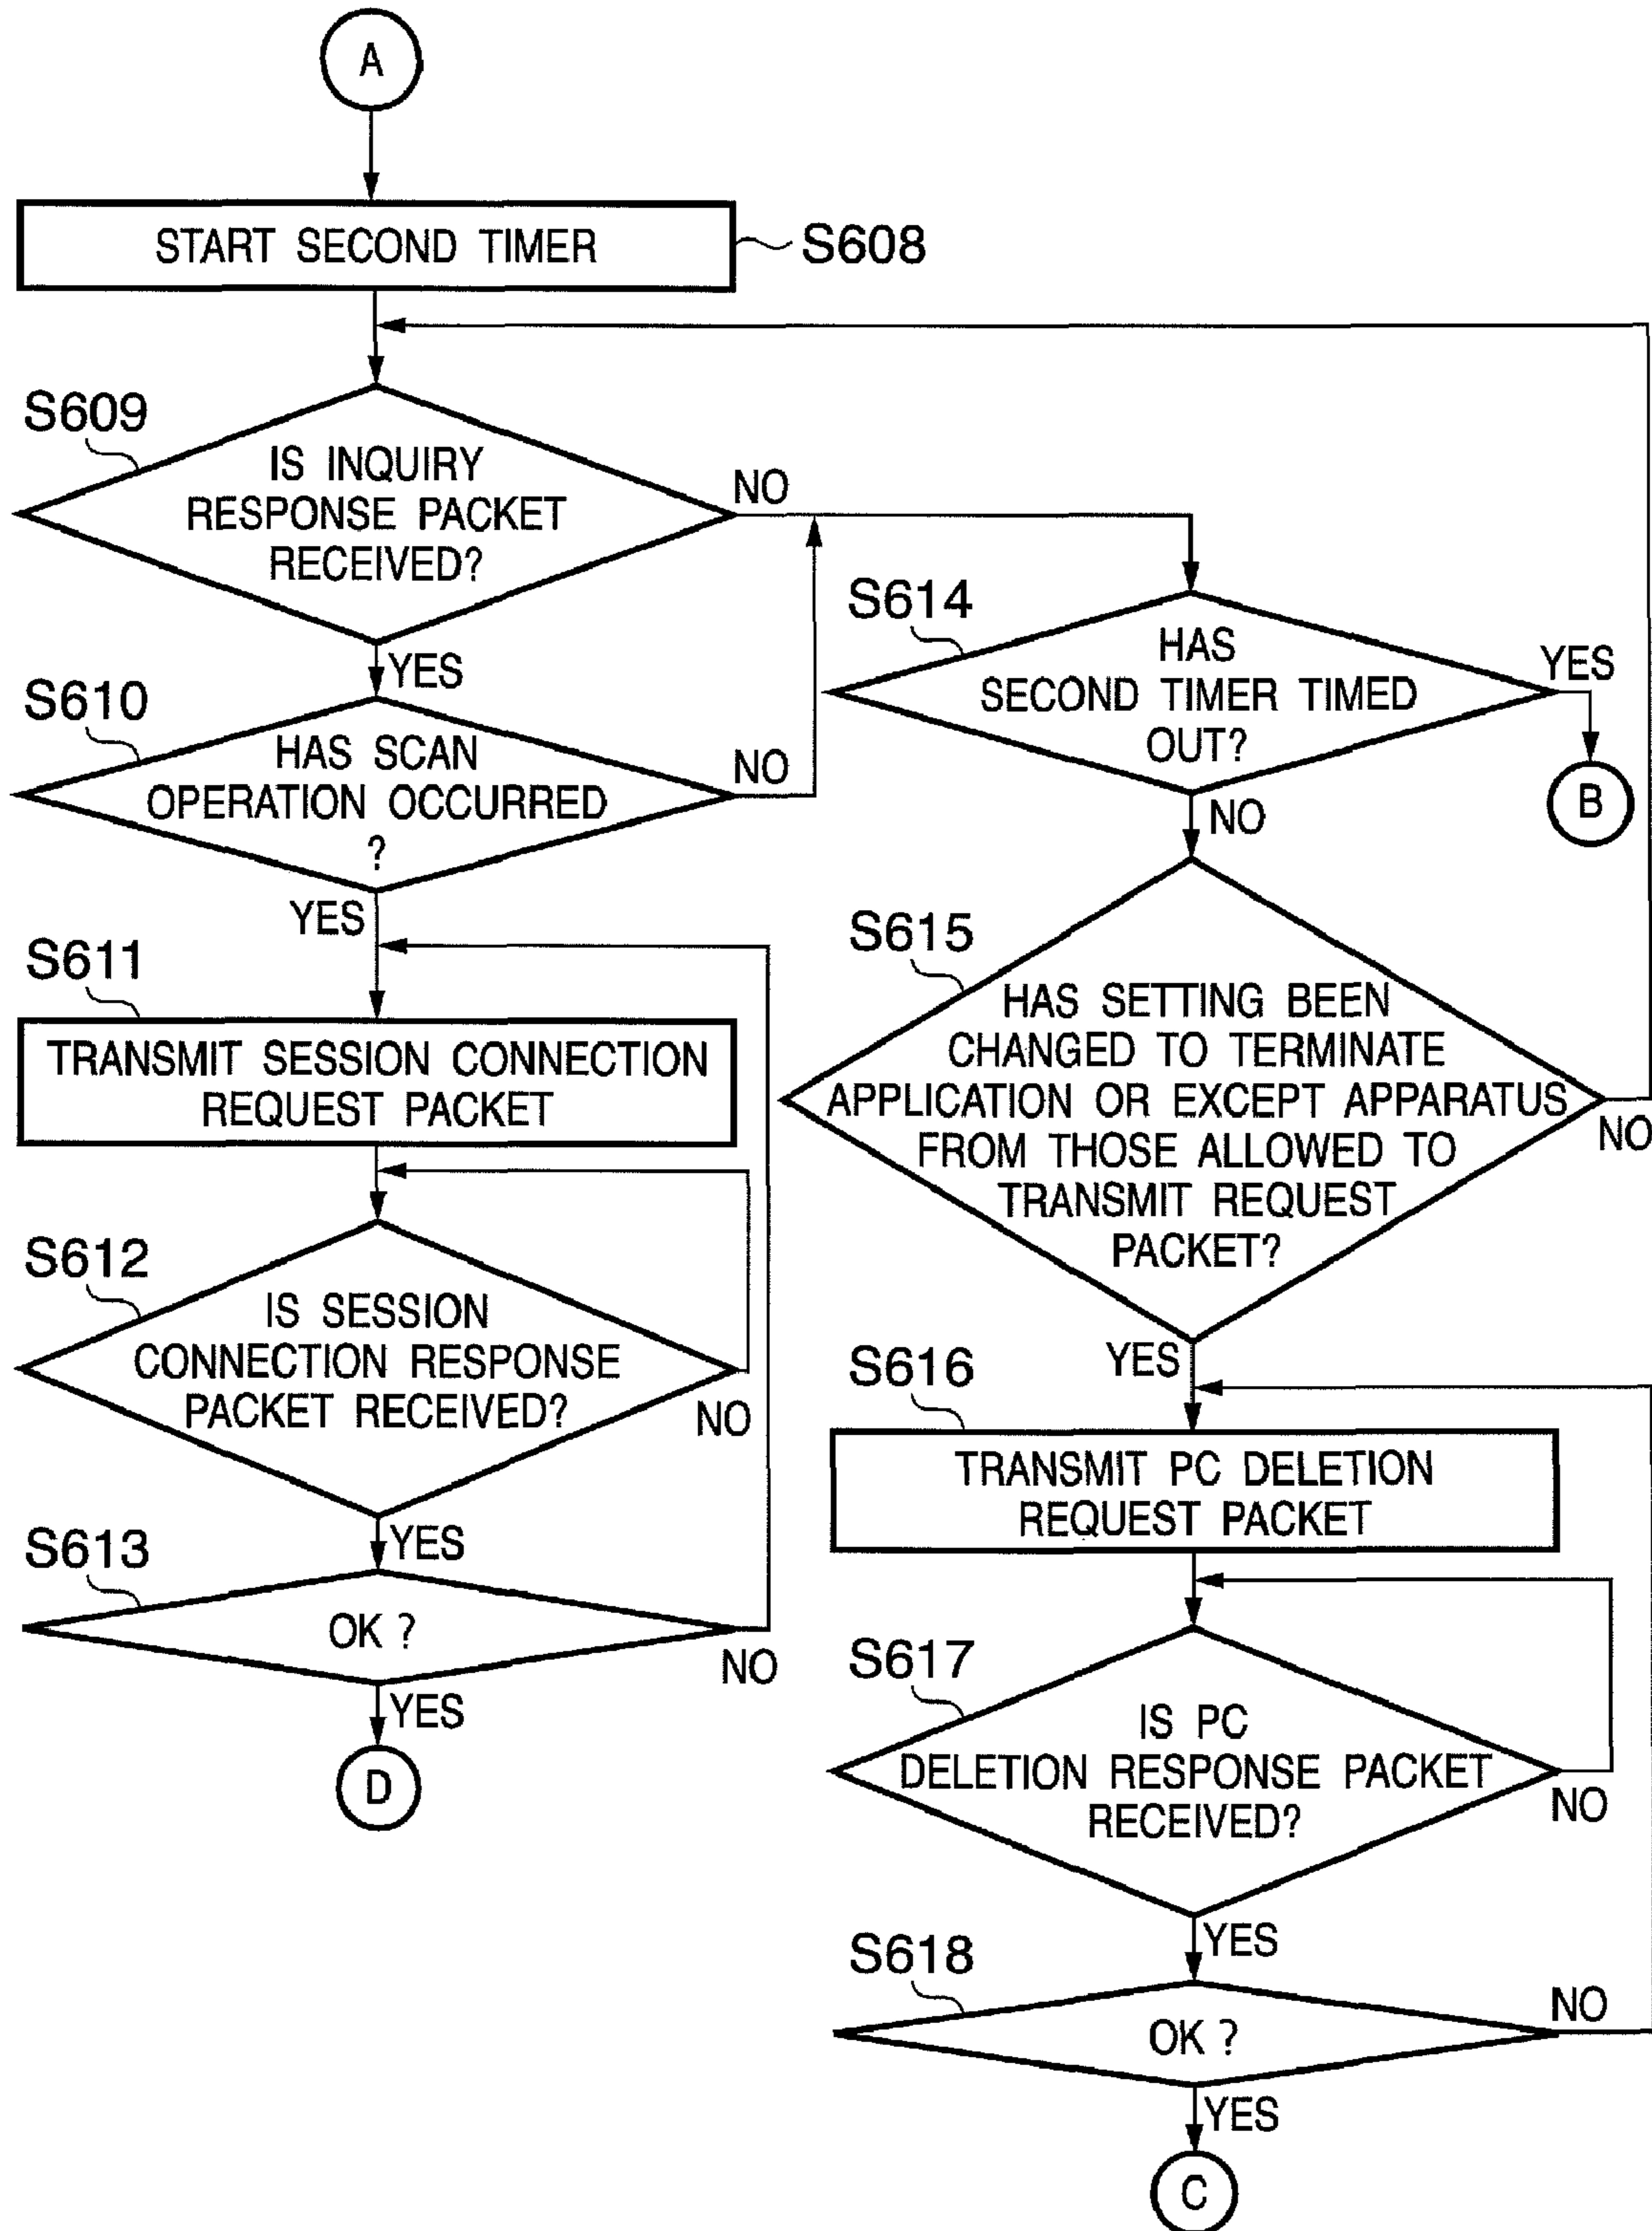 A
START SECOND TIMER
S608
S609
IS INQUIRY
RESPONSE PACKET
RECEIVED?
NO
YES
S610
HAS SCAN
OPERATION OCCURRED
?
NO
YES
S611
TRANSMIT SESSION CONNECTION
REQUEST PACKET
S612
IS SESSION
CONNECTION RESPONSE
PACKET RECEIVED?
NO
YES
S613
OK ?
NO
YES
D
S614
HAS
SECOND TIMER TIMED
OUT?
YES
B
NO
S615
HAS SETTING BEEN
CHANGED TO TERMINATE
APPLICATION OR EXCEPT APPARATUS
FROM THOSE ALLOWED TO
TRANSMIT REQUEST
PACKET?
NO
YES
S616
TRANSMIT PC DELETION
REQUEST PACKET
S617
IS PC
DELETION RESPONSE PACKET
RECEIVED?
NO
YES
S618
OK ?
NO
YES
C